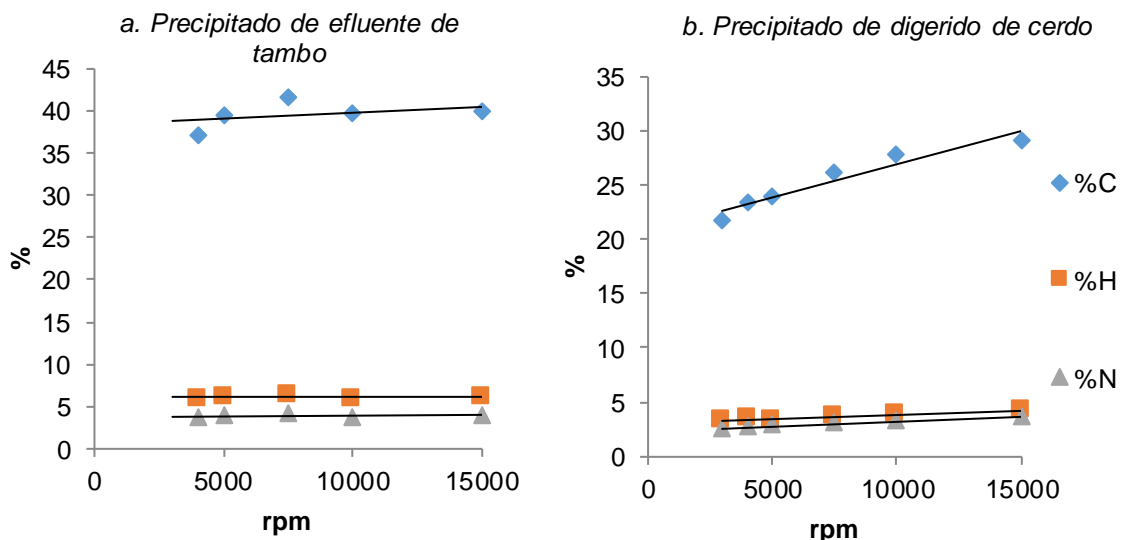 a. Precipitado de efluente de
tambo
45
40
35
30
25
20
15
10
5
0
%
0 5000 10000 15000
rpm
b. Precipitado de digerido de cerdo
35
30
25
20
15
10
5
0
%
0 5000 10000 15000
rpm
%C
%H
%N